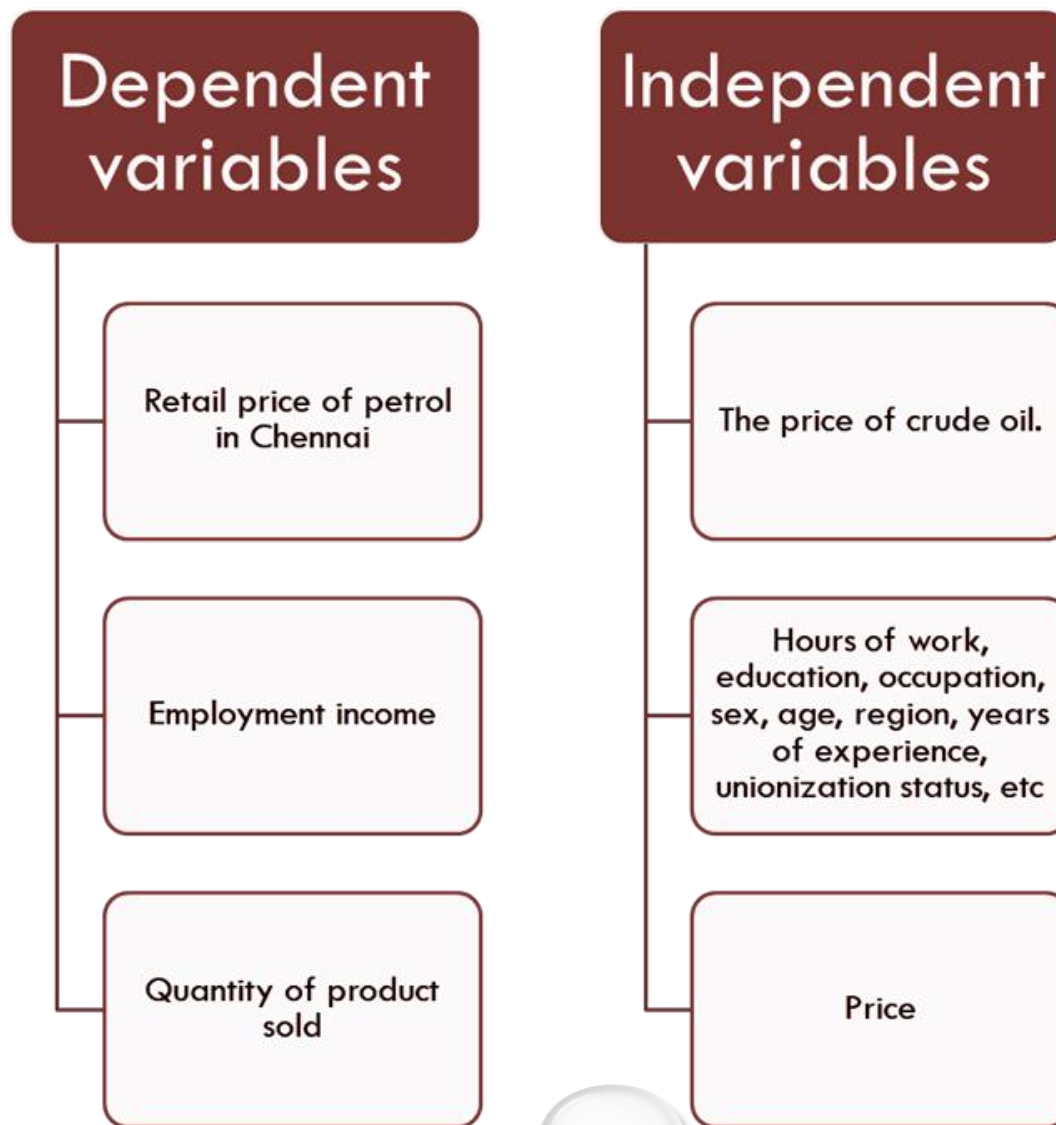 Dependent
variables
Retail price of petrol
in Chennai
Employment income
Quantity of product
sold
Independent
variables
The price of crude oil.
Hours of work,
education, occupation,
sex, age, region, years
of experience,
unionization status, etc
Price